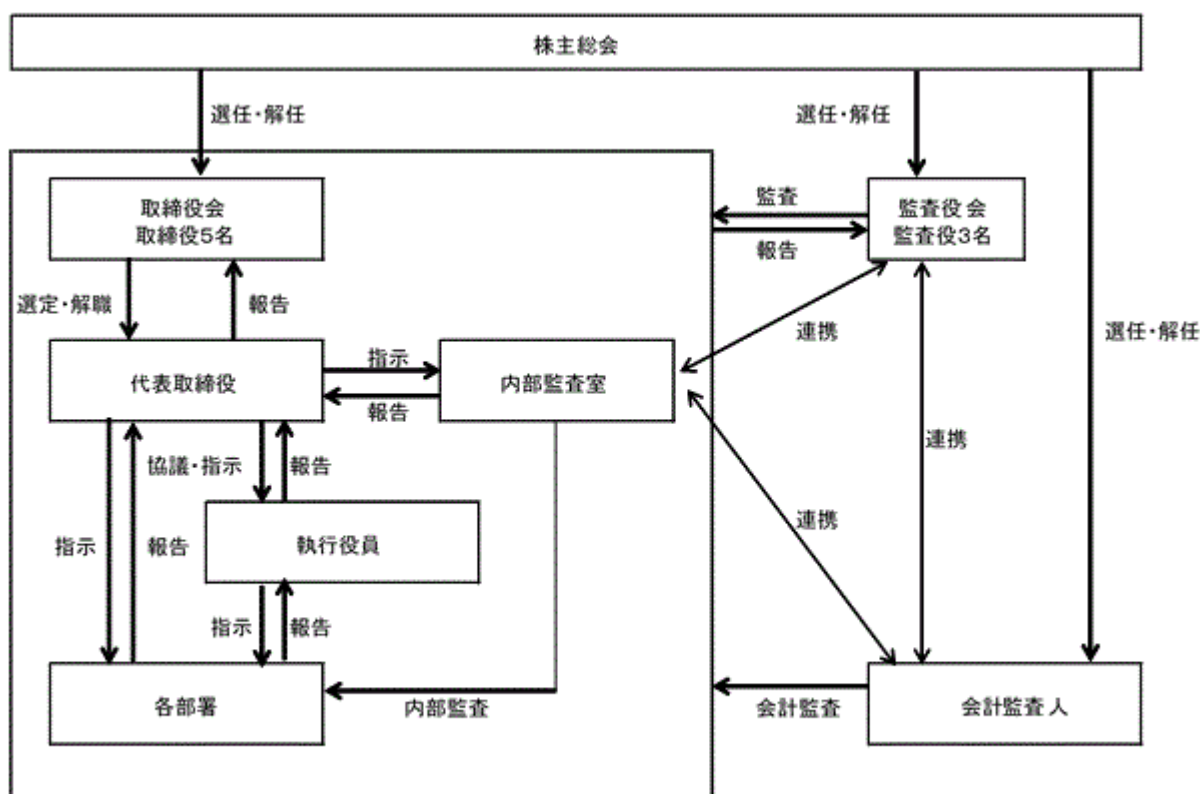 株主総会
選任・解任
選任・解任
取締役会
取締役5名
監査
監査役会
監査役3名
報告
選定・解職
報告
連携
選任・解任
代表取締役
指示
内部監査室
報告
連携
協議・指示
報告
連携
指示
報告
執行役員
指示
報告
各部署
内部監査
会計監査
会計監査人